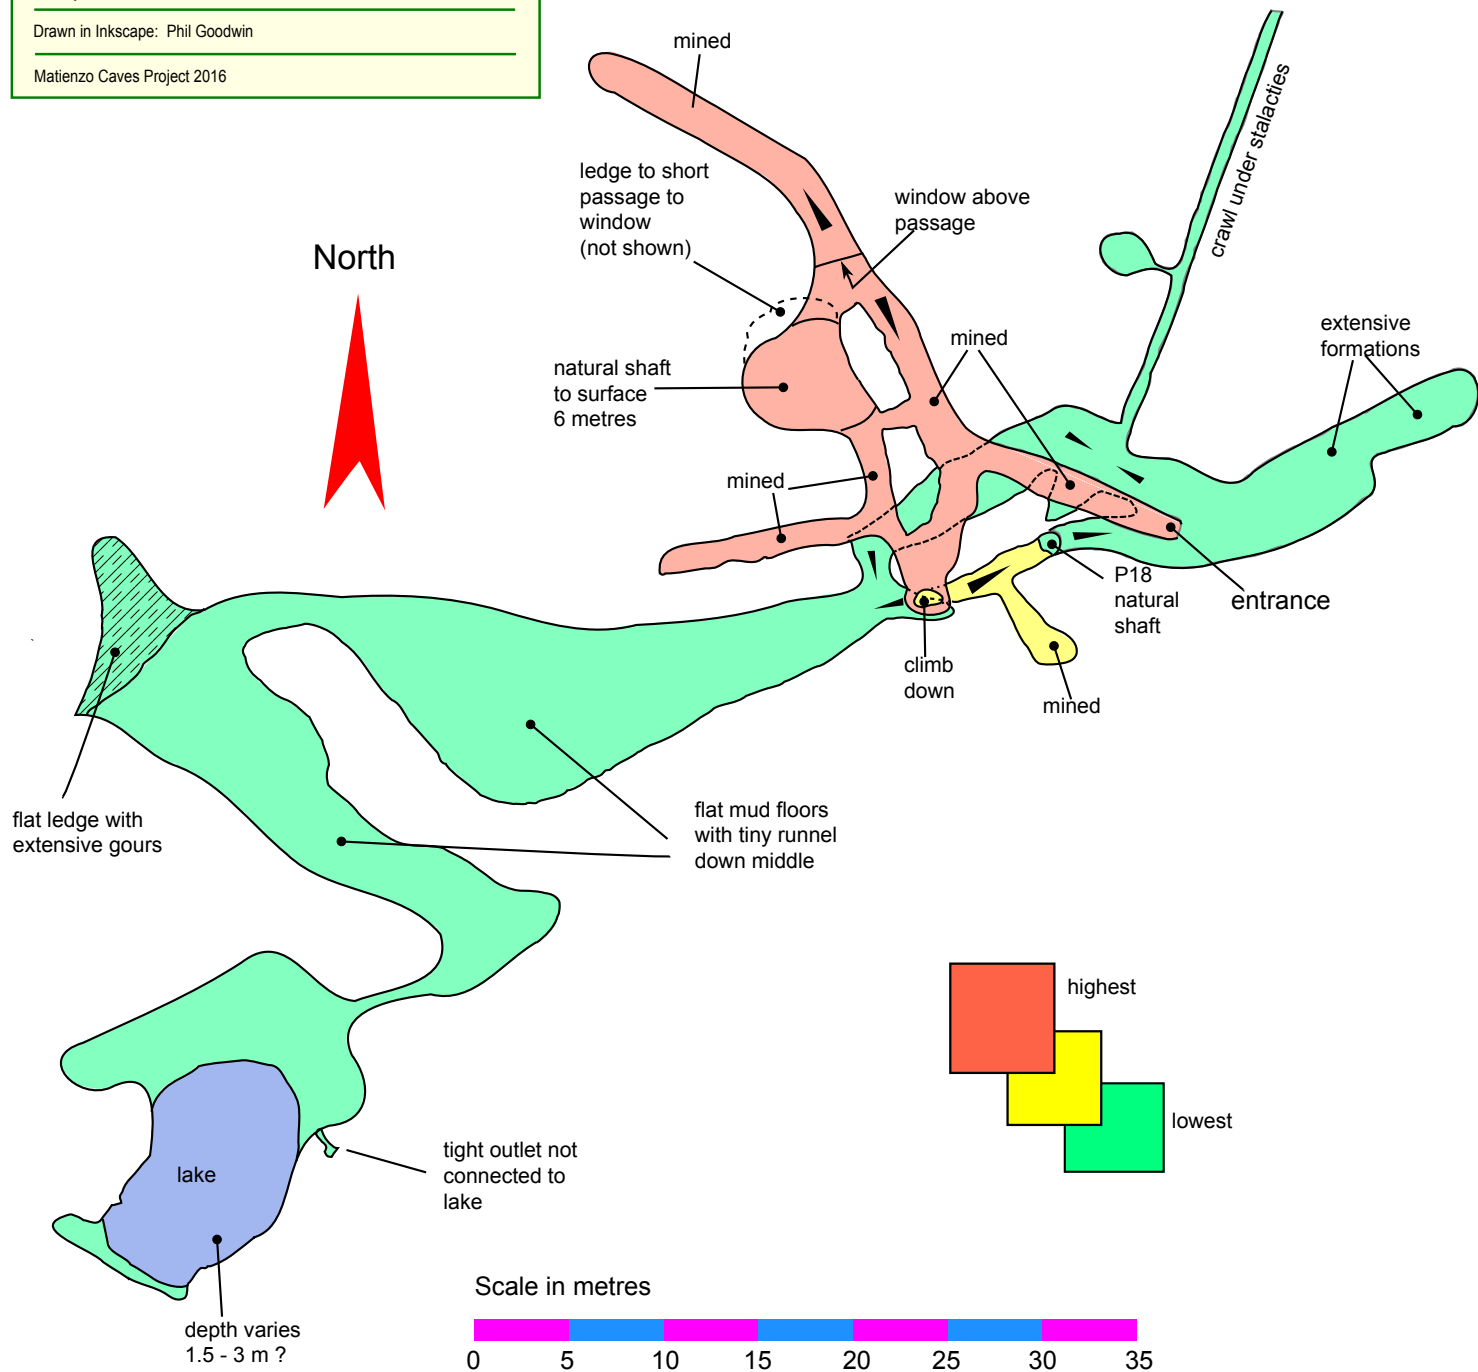 Drawn in Inkscape: Phil Goodwin
Matienzo Caves Project 2016
mined
ledge to short
passage to
window
(not shown)
window above
passage
crawl under stalacties
North
natural shaft
to surface
6 metres
mined
extensive
formations
mined
P18
natural
shaft
entrance
climb
down
mined
flat ledge with
extensive gours
flat mud floors
with tiny runnel
down middle
highest
lowest
tight outlet not
connected to
lake
lake
depth varies
1.5 - 3 m ?
Scale in metres
0 5 10 15 20 25 30 35